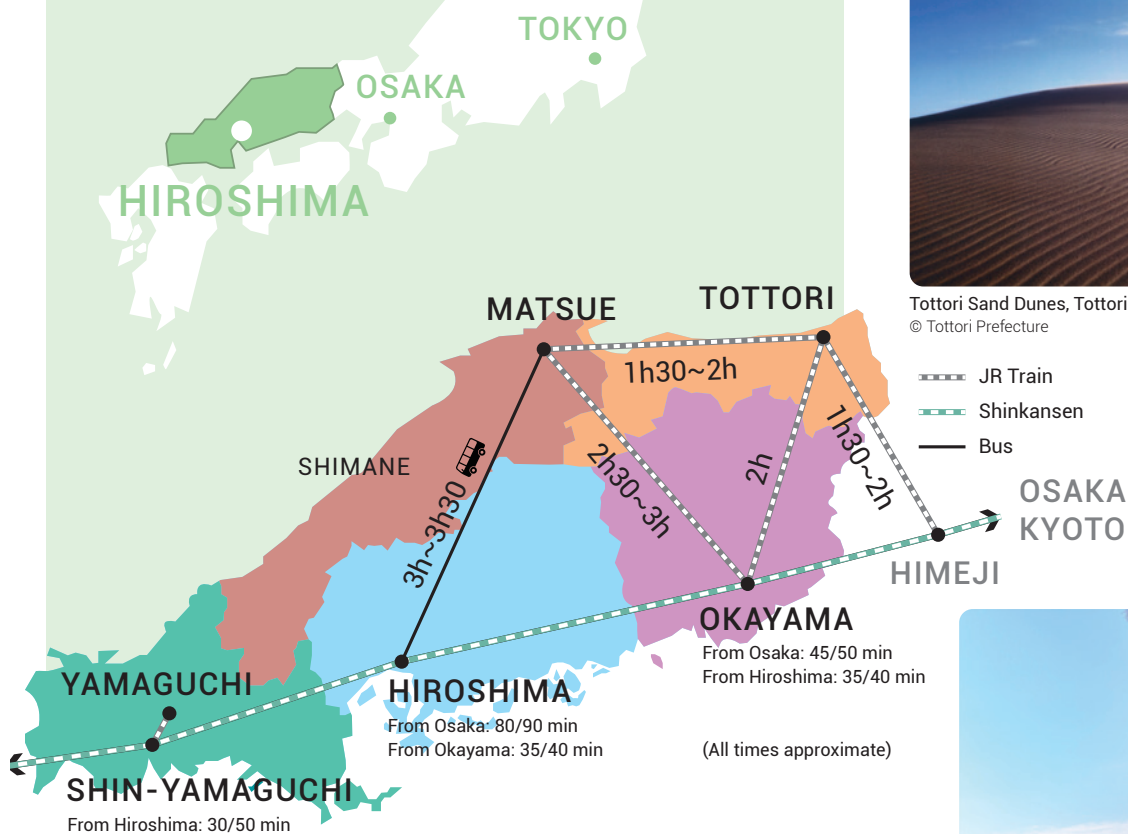 TOKYO
OSAKA
HIROSHIMA
Tottori Sand Dunes, Tottori
© Tottori Prefecture
JR Train
Shinkansen
Bus
MATSUE
TOTTORI
1h30~2h
SHIMANE
3h~3h30
2h30~3h
2h
1h30~2h
OSAKA
KYOTO
HIMEJI
OKAYAMA
From Osaka: 45/50 min
From Hiroshima: 35/40 min
YAMAGUCHI
HIROSHIMA
From Osaka: 80/90 min
From Okayama: 35/40 min
(All times approximate)
SHIN-YAMAGUCHI
From Hiroshima: 30/50 min